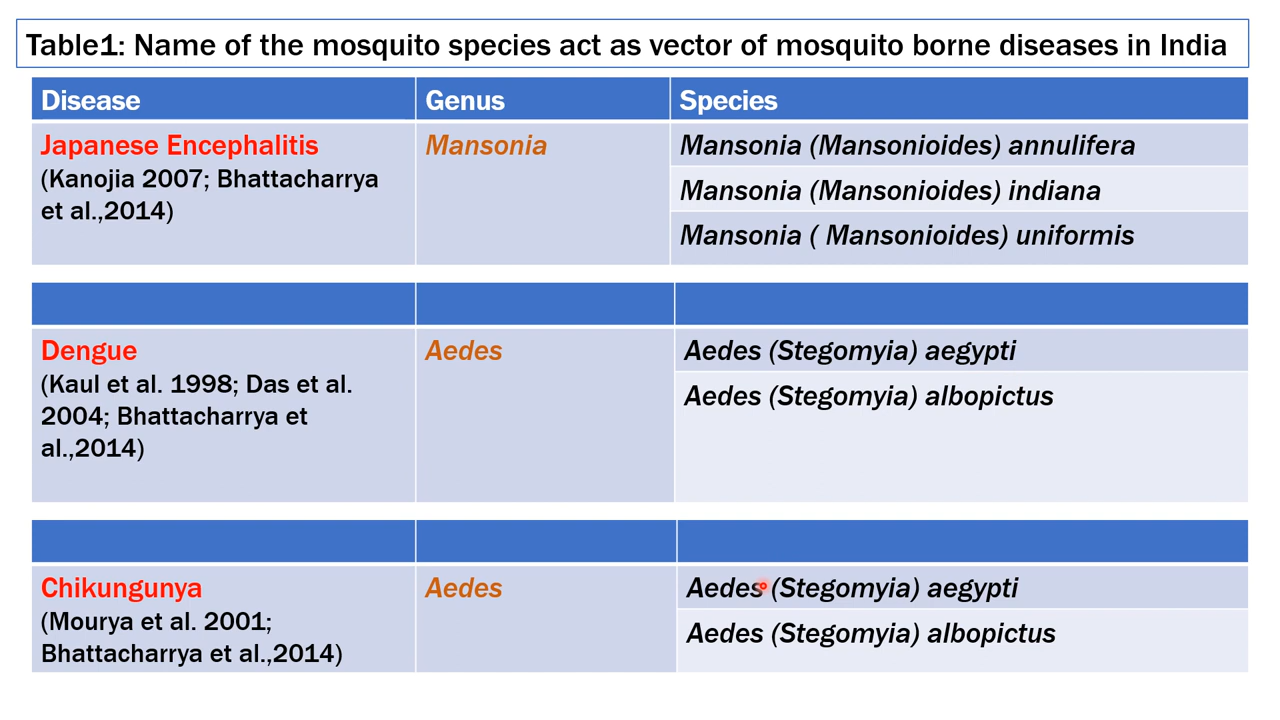 Table1: Name of the mosquito species act as vector of mosquito borne diseases in India
Disease
Genus
Species
Japanese Encephalitis
(Kanojia 2007; Bhattacharrya
et al.,2014)
Mansonia
Mansonia (Mansonioides) annulifera
Mansonia (Mansonioides) indiana
Mansonia ( Mansonioides) uniformis
Dengue
(Kaul et al. 1998; Das et al.
2004; Bhattacharrya et
al.,2014)
Aedes
Aedes (Stegomyia) aegypti
Aedes (Stegomyia) albopictus
Chikungunya
(Mourya et al. 2001;
Bhattacharrya et al.,2014)
Aedes
Aedes (Stegomyia) aegypti
Aedes (Stegomyia) albopictus